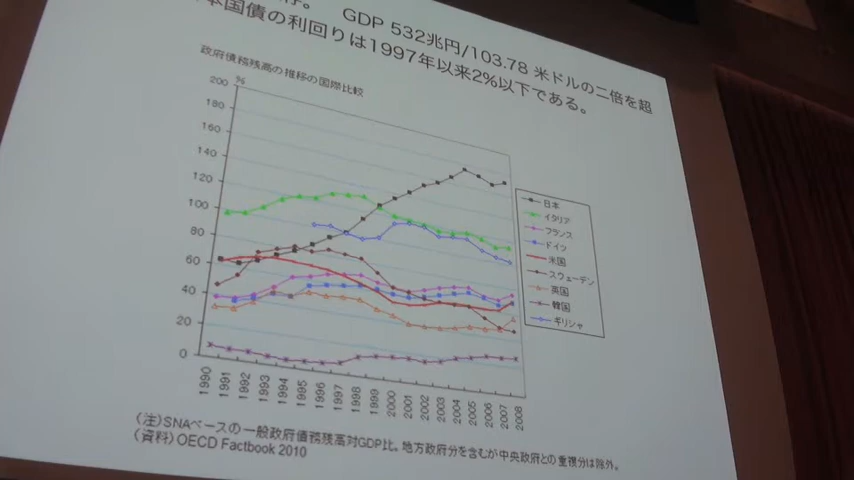 GDP 532兆円/103.78 米ドルの二倍を超
国債の利回りは1997年以来2%以下である。
政府債務残高の推移の国際比較
%
200
180
160
140
120
100
80
60
40
20
0
1990 1991 1992 1993 1994 1995 1996 1997 1998 1999 2000 2001 2002 2003 2004 2005 2006 2007 2008
日本
イタリア
フランス
ドイツ
米国
スウェーデン
英国
韓国
ギリシャ
(注)SNAベースの一般政府債務残高対GDP比。地方政府分を含むが中央政府との重複分は除外。
(資料)OECD Factbook 2010